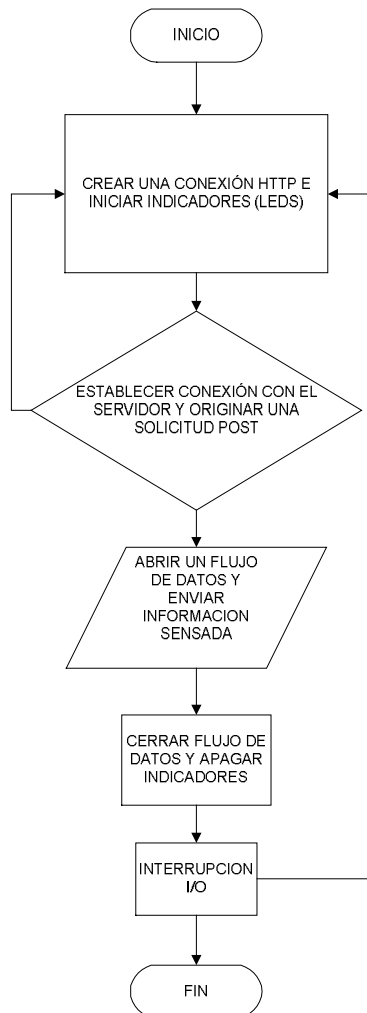 INICIO
CREAR UNA CONEXIÓN HTTP E
INICIAR INDICADORES (LEDS)
ESTABLECER CONEXIÓN CON EL
SERVIDOR Y ORIGINAR UNA
SOLICITUD POST
ABRIR UN FLUJO
DE DATOS Y
ENVIAR
INFORMACION
SENSADA
CERRAR FLUJO DE
DATOS Y APAGAR
INDICADORES
INTERRUPCION
I/O
FIN